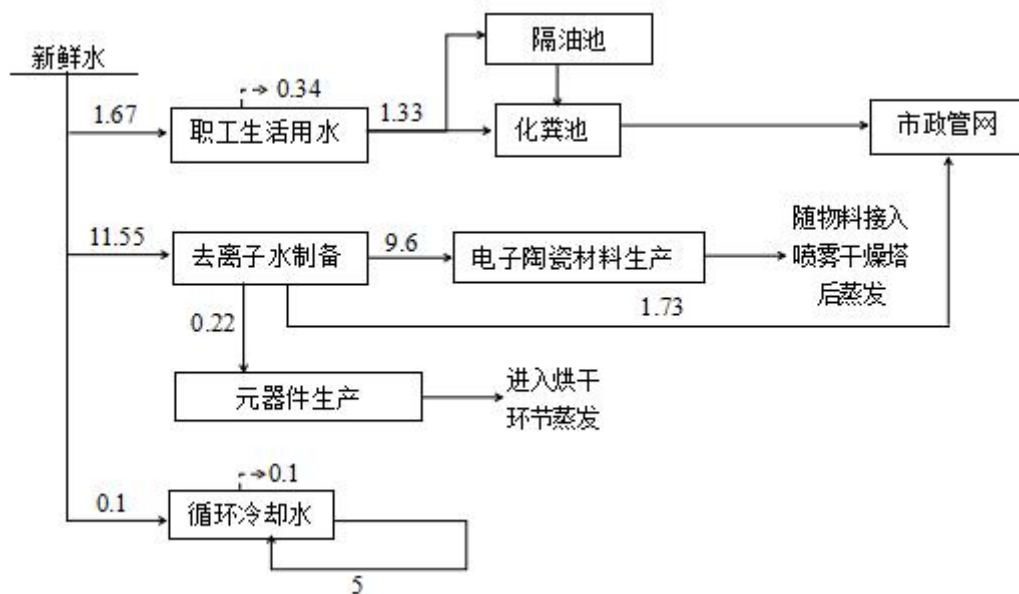 新鲜水
隔油池
0.34
1.67
职工生活用水
1.33
化粪池
市政管网
11.55
去离子水制备
9.6
电子陶瓷材料生产
随物料接入
喷雾干燥塔
后蒸发
0.22
1.73
元器件生产
进入烘干
环节蒸发
0.1
0.1
循环冷却水
5